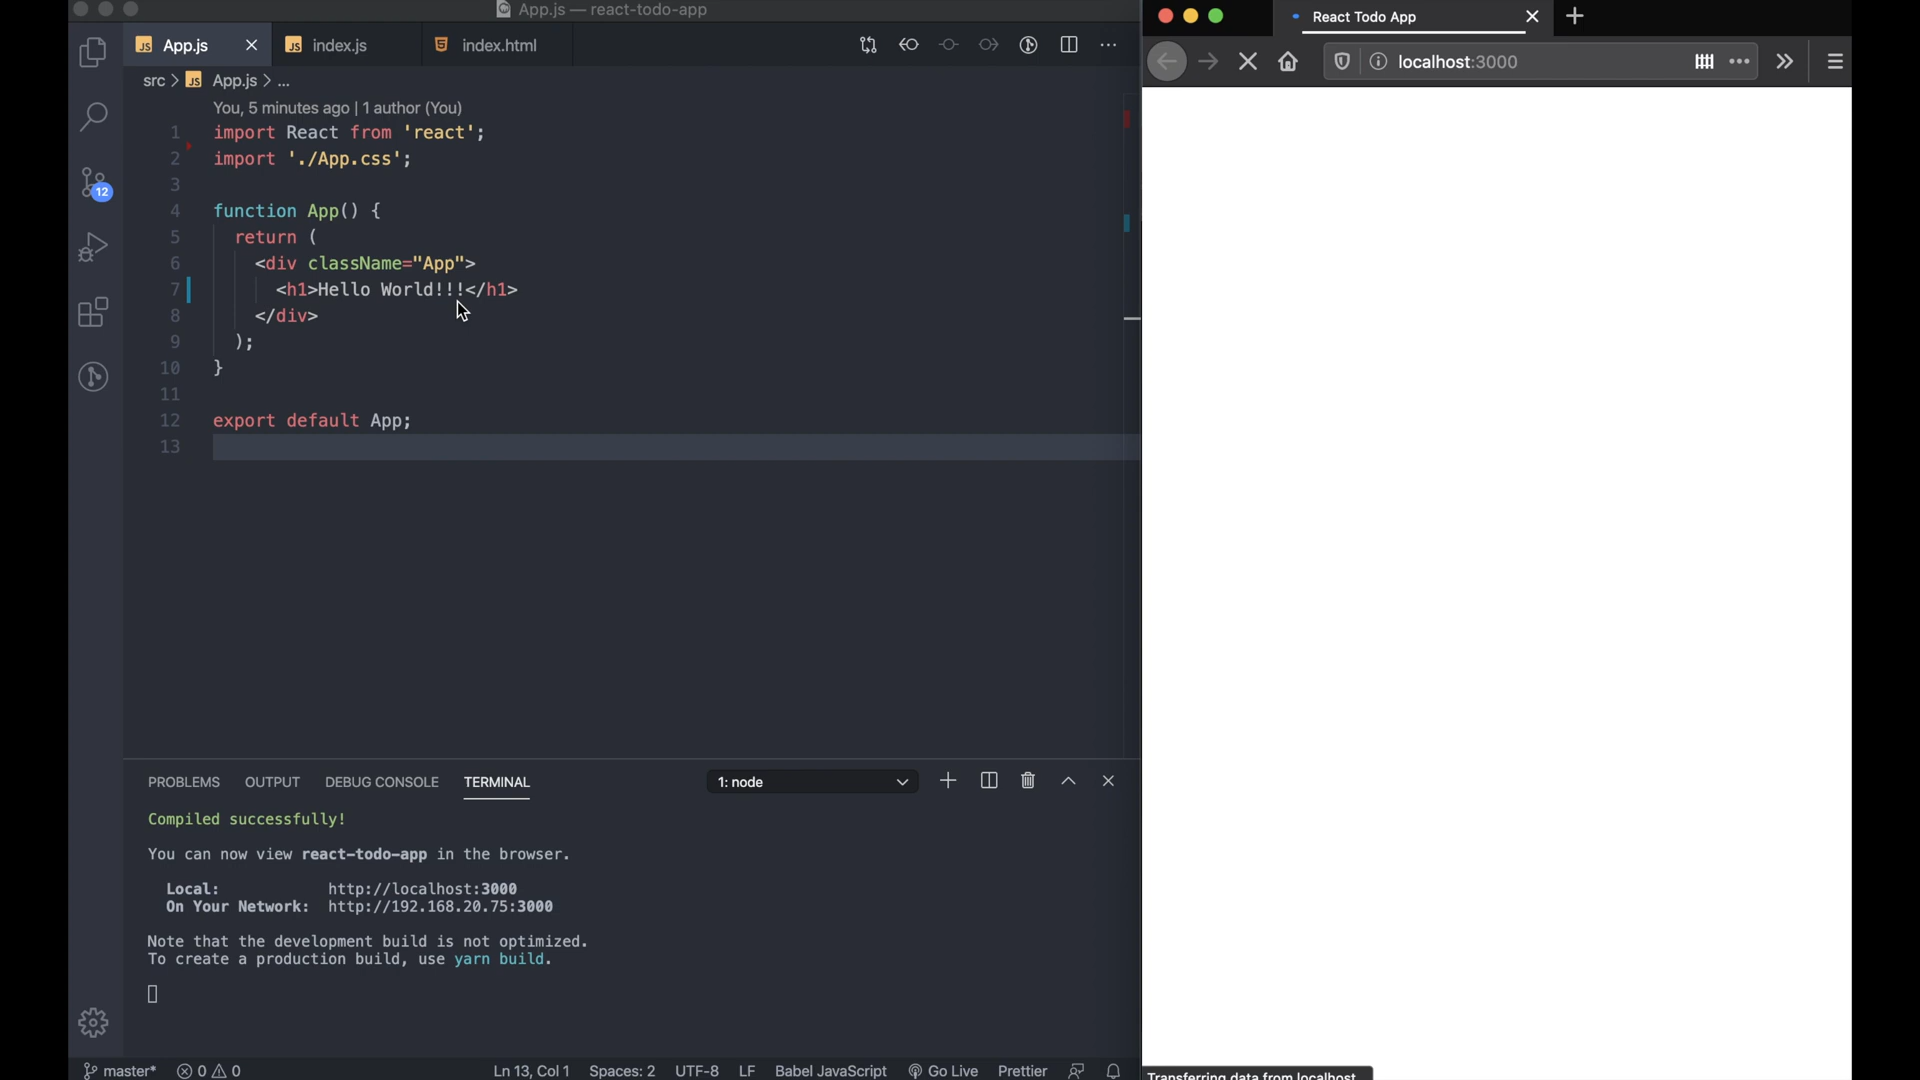 App.js — react-todo-app
App.js
index.js
index.html
src > App.js > ...
You, 5 minutes ago | 1 author (You)
1 import React from 'react';
2 import './App.css';
3
4 function App() {
5 return (
6 <div className="App">
7 <h1>Hello World!!!</h1>
8 </div>
9 );
10 }
11
12 export default App;
13
12
PROBLEMS OUTPUT DEBUG CONSOLE TERMINAL 1: node
Compiled successfully!
You can now view react-todo-app in the browser.
Local: http://localhost:3000
On Your Network: http://192.168.20.75:3000
Note that the development build is not optimized.
To create a production build, use yarn build.
master* 0 0 Ln 13, Col 1 Spaces: 2 UTF-8 LF Babel JavaScript Go Live Prettier
React Todo App
localhost:3000
Transferring data from localhost